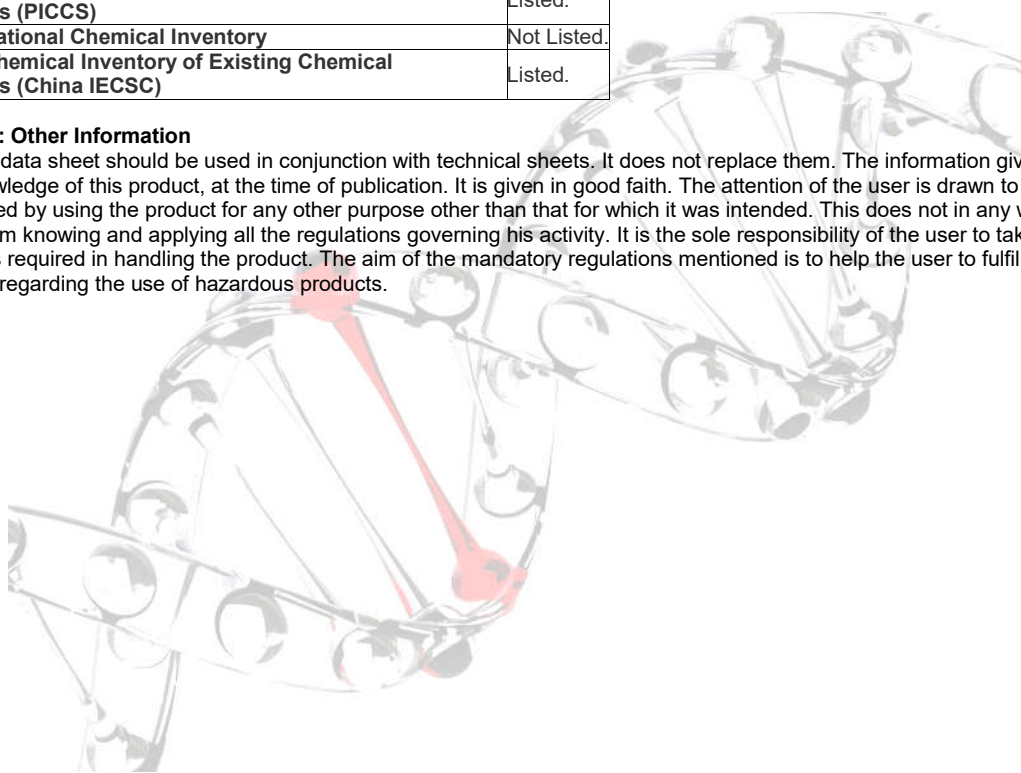 Listed.
s (PICCS)
ational Chemical Inventory Not Listed.
hemical Inventory of Existing Chemical
s (China IECSC) Listed.
: Other Information
data sheet should be used in conjunction with technical sheets. It does not replace them. The information giv
wledge of this product, at the time of publication. It is given in good faith. The attention of the user is drawn to
ed by using the product for any other purpose other than that for which it was intended. This does not in any w
m knowing and applying all the regulations governing his activity. It is the sole responsibility of the user to tak
s required in handling the product. The aim of the mandatory regulations mentioned is to help the user to fulfil
regarding the use of hazardous products.